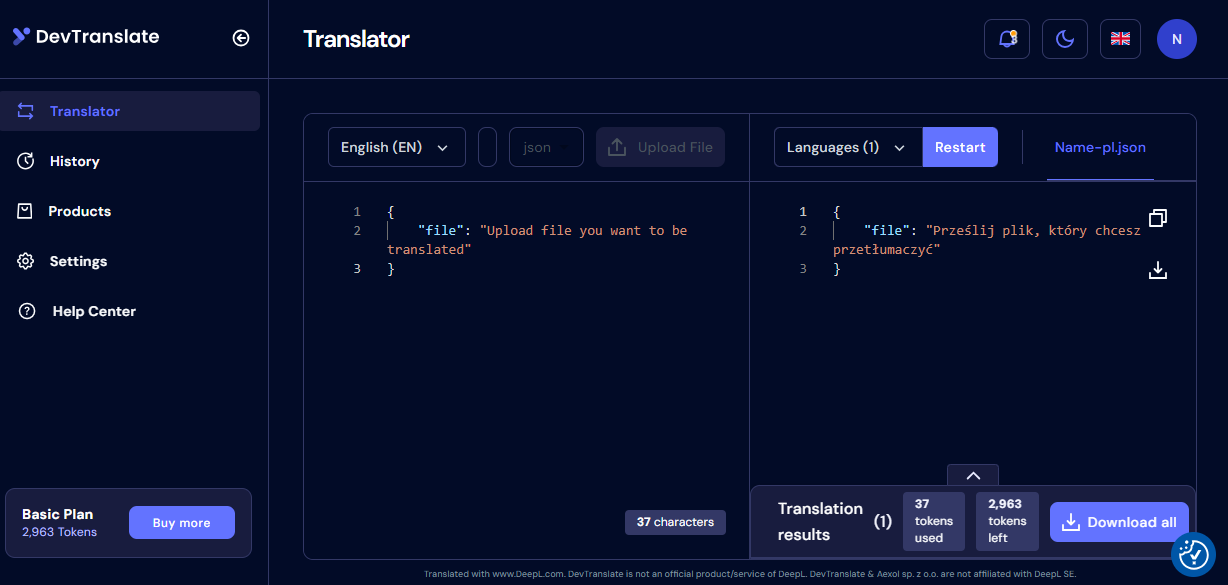 DevTranslate
Translator
N
Translator
History
Products
Settings
Help Center
English (EN)
json
Upload File
Languages (1)
Restart
Name-pl.json
1 {
2 "file": "Upload file you want to be
translated"
3 }
1 {
2 "file": "Prześlij plik, który chcesz
przetłumaczyć"
3 }
Basic Plan
2,963 Tokens
Buy more
37 characters
Translation
results
(1)
37
tokens
used
2,963
tokens
left
Download all
Translated with www.DeepL.com. DevTranslate is not an official product/service of DeepL. DevTranslate & Aexol sp. z o.o. are not affiliated with DeepL SE.